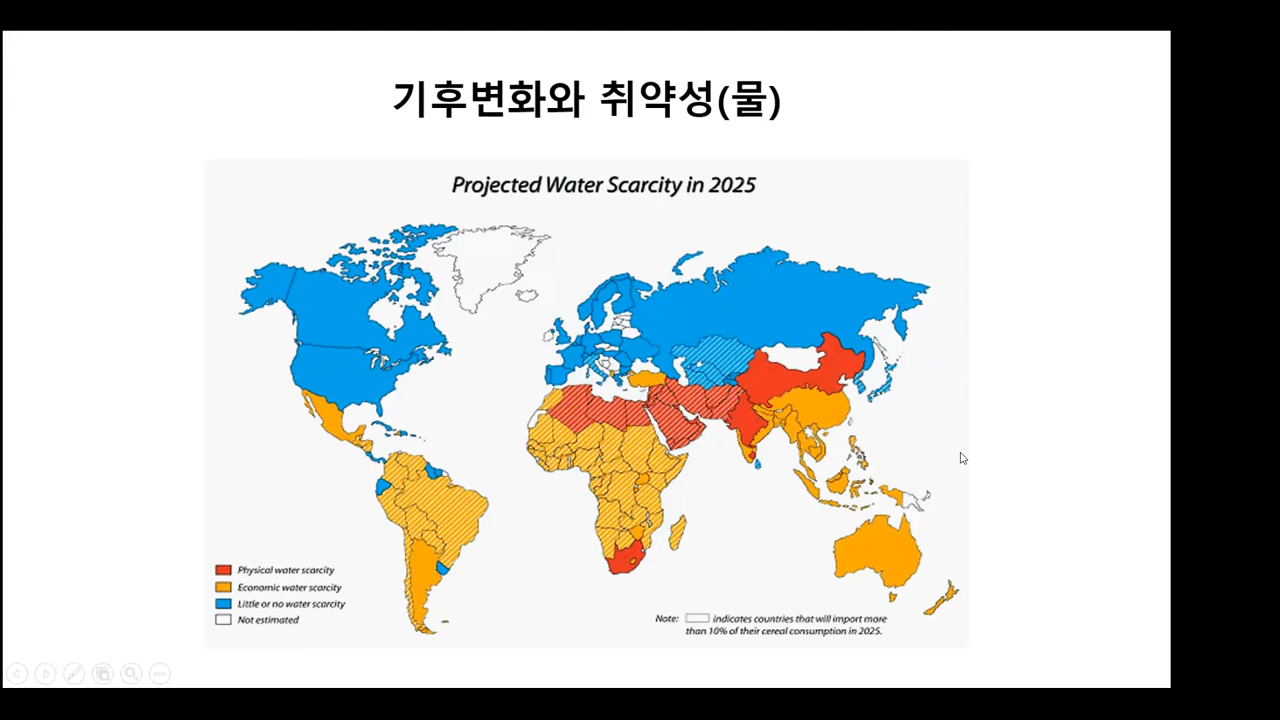 기후변화와 취약성(물)
Projected Water Scarcity in 2025
Physical water scarcity
Economic water scarcity
Little or no water scarcity
Not estimated
Note: indicates countries that will import more
than 10% of their cereal consumption in 2025.